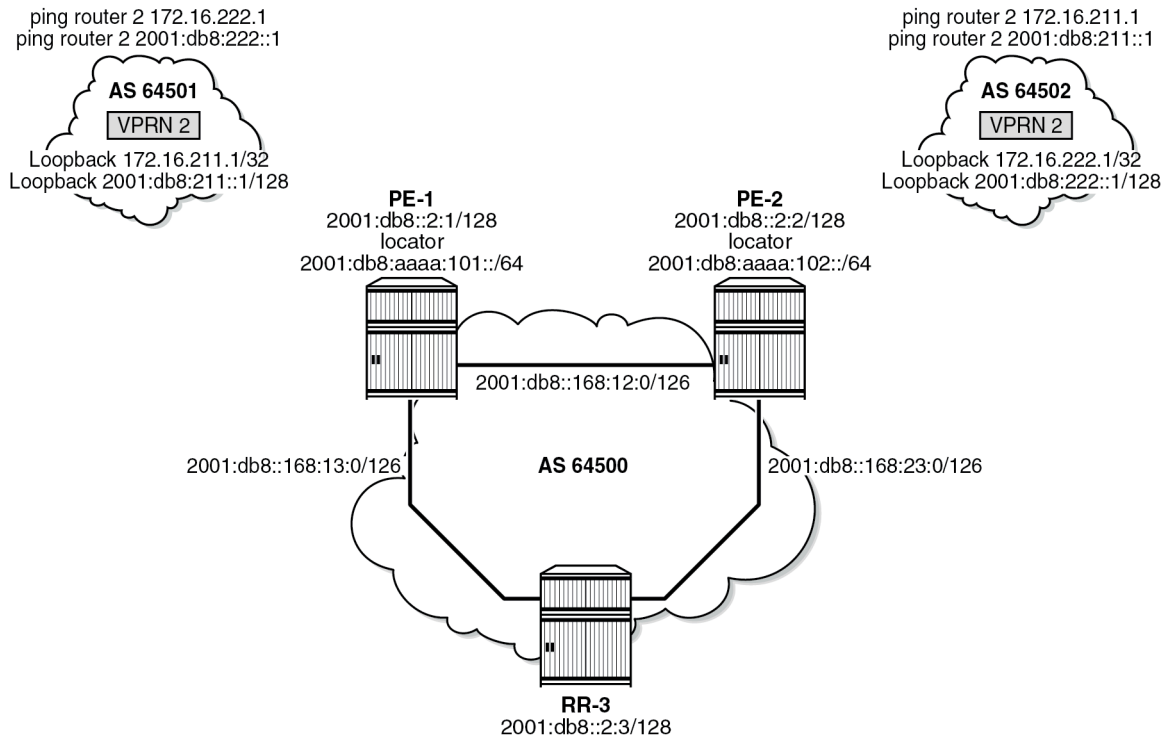 ping router 2 172.16.222.1
ping router 2 2001:db8:222::1
AS 64501
VPRN 2
Loopback 172.16.211.1/32
Loopback 2001:db8:211::1/128
ping router 2 172.16.211.1
ping router 2 2001:db8:211::1
AS 64502
VPRN 2
Loopback 172.16.222.1/32
Loopback 2001:db8:222::1/128
PE-1
2001:db8::2:1/128
locator
2001:db8:aaaa:101::/64
PE-2
2001:db8::2:2/128
locator
2001:db8:aaaa:102::/64
2001:db8::168:12:0/126
2001:db8::168:13:0/126
AS 64500
2001:db8::168:23:0/126
RR-3
2001:db8::2:3/128